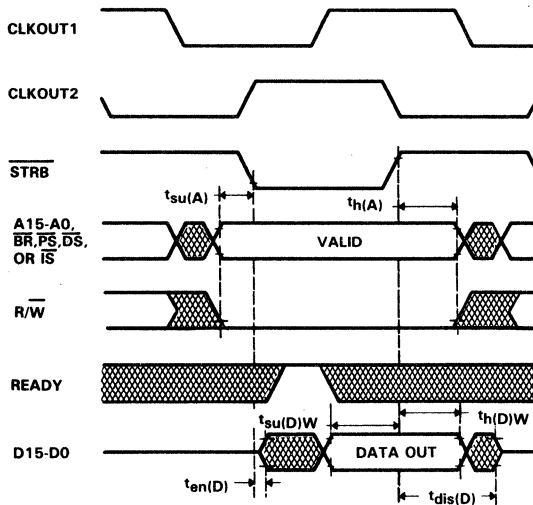 CLKOUT1
CLKOUT2
STRB
tsu(A)
th(A)
A15-A0,
BR,PS,DS,
OR IS
VALID
R/W
READY
tsu(D)W
th(D)W
D15-D0
DATA OUT
ten(D)
tdis(D)